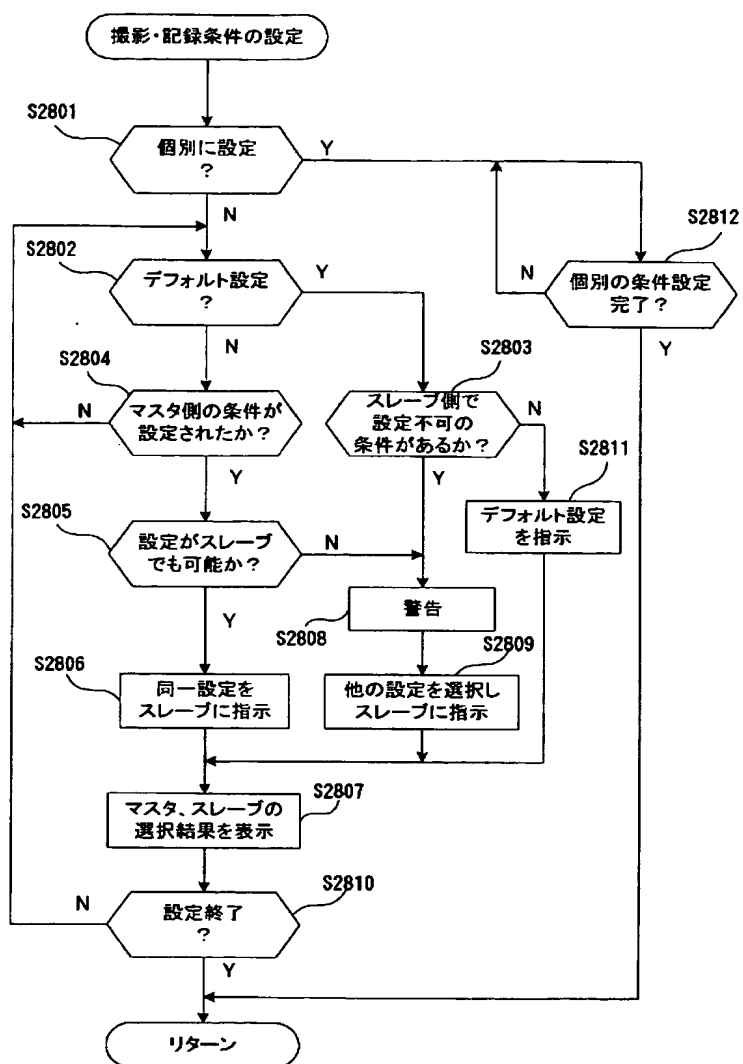 撮影・記録条件の設定
S2801
個別に設定
?
Y
N
S2802
デフォルト設定
?
Y
N
S2812
個別の条件設定
完了?
N
Y
S2804
マスタ側の条件が
設定されたか?
N
Y
S2803
スレーブ側で
設定不可の
条件があるか?
N
Y
S2811
デフォルト設定
を指示
S2805
設定がスレーブ
でも可能か?
N
Y
警告
S2808
S2806
同一設定を
スレーブに指示
S2809
他の設定を選択し
スレーブに指示
マスタ、スレーブの
選択結果を表示
S2807
設定終了
?
S2810
N
Y
リターン